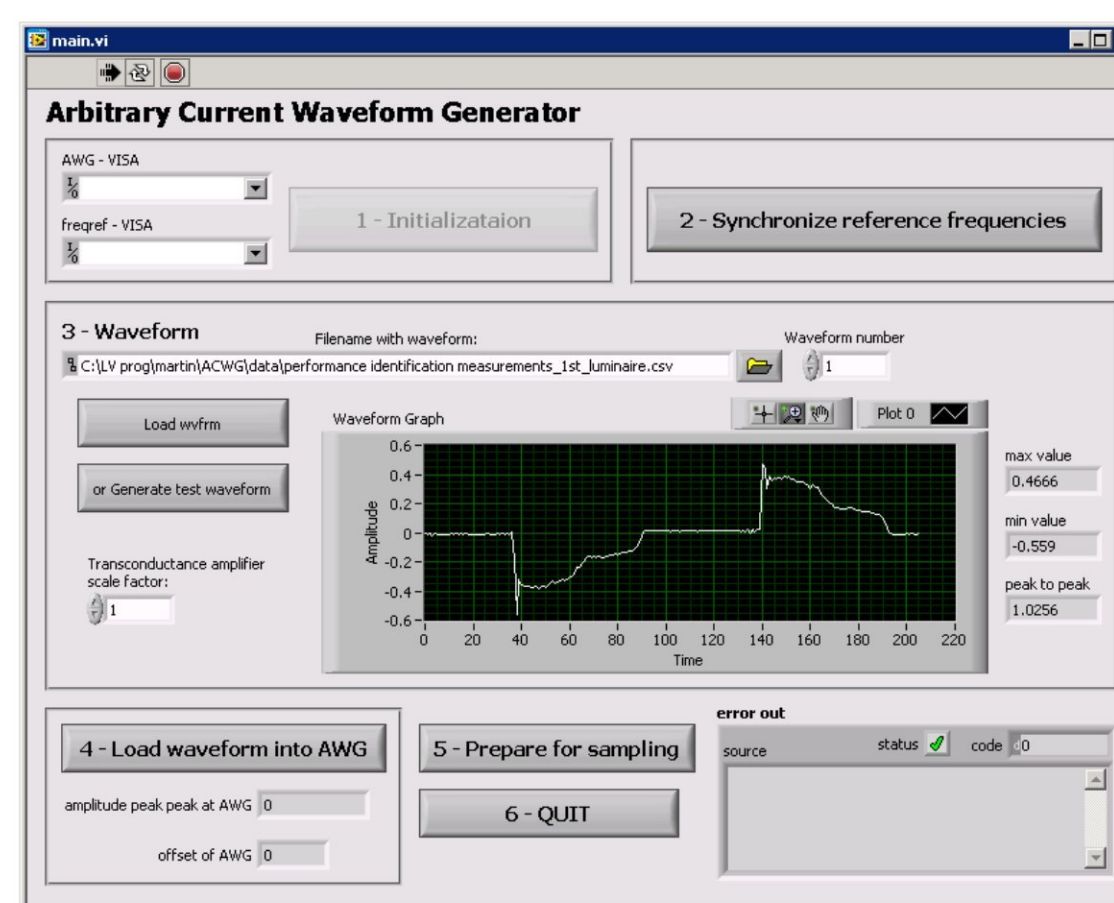 main.vi
Arbitrary Current Waveform Generator
AWG - VISA
freqref - VISA
1 - Initializataion
2 - Synchronize reference frequencies
3 - Waveform
Filename with waveform:
Waveform number
C:\LV prog\martin\ACWG\data\performance identification measurements_1st_luminaire.csv
1
Load wvfrm
or Generate test waveform
Transconductance amplifier
scale factor:
1
Waveform Graph
Plot 0
Amplitude
0.6
0.4
0.2
0
-0.2
-0.4
-0.6
0 20 40 60 80 100 120 140 160 180 200 220
Time
max value
0.4666
min value
-0.559
peak to peak
1.0256
4 - Load waveform into AWG
amplitude peak peak at AWG 0
offset of AWG 0
5 - Prepare for sampling
6 - QUIT
error out
source
status
code d0